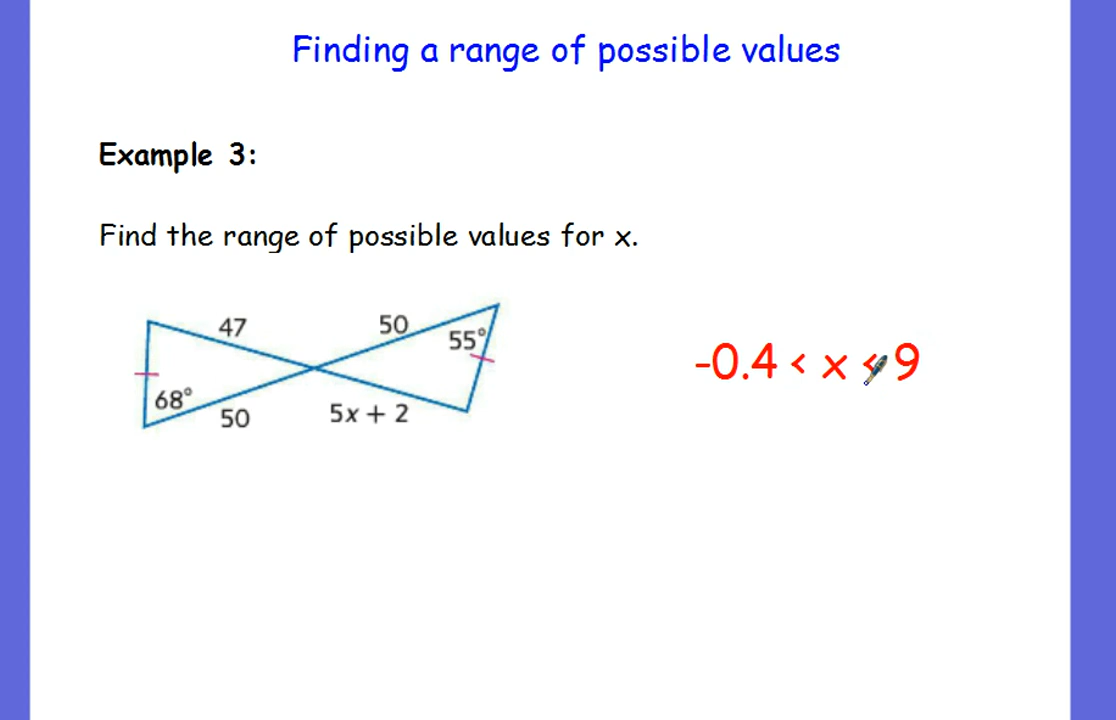 Finding a range of possible values
Example 3:
Find the range of possible values for x.
47
50
55°
68°
50
5x + 2
-0.4 < x < 9